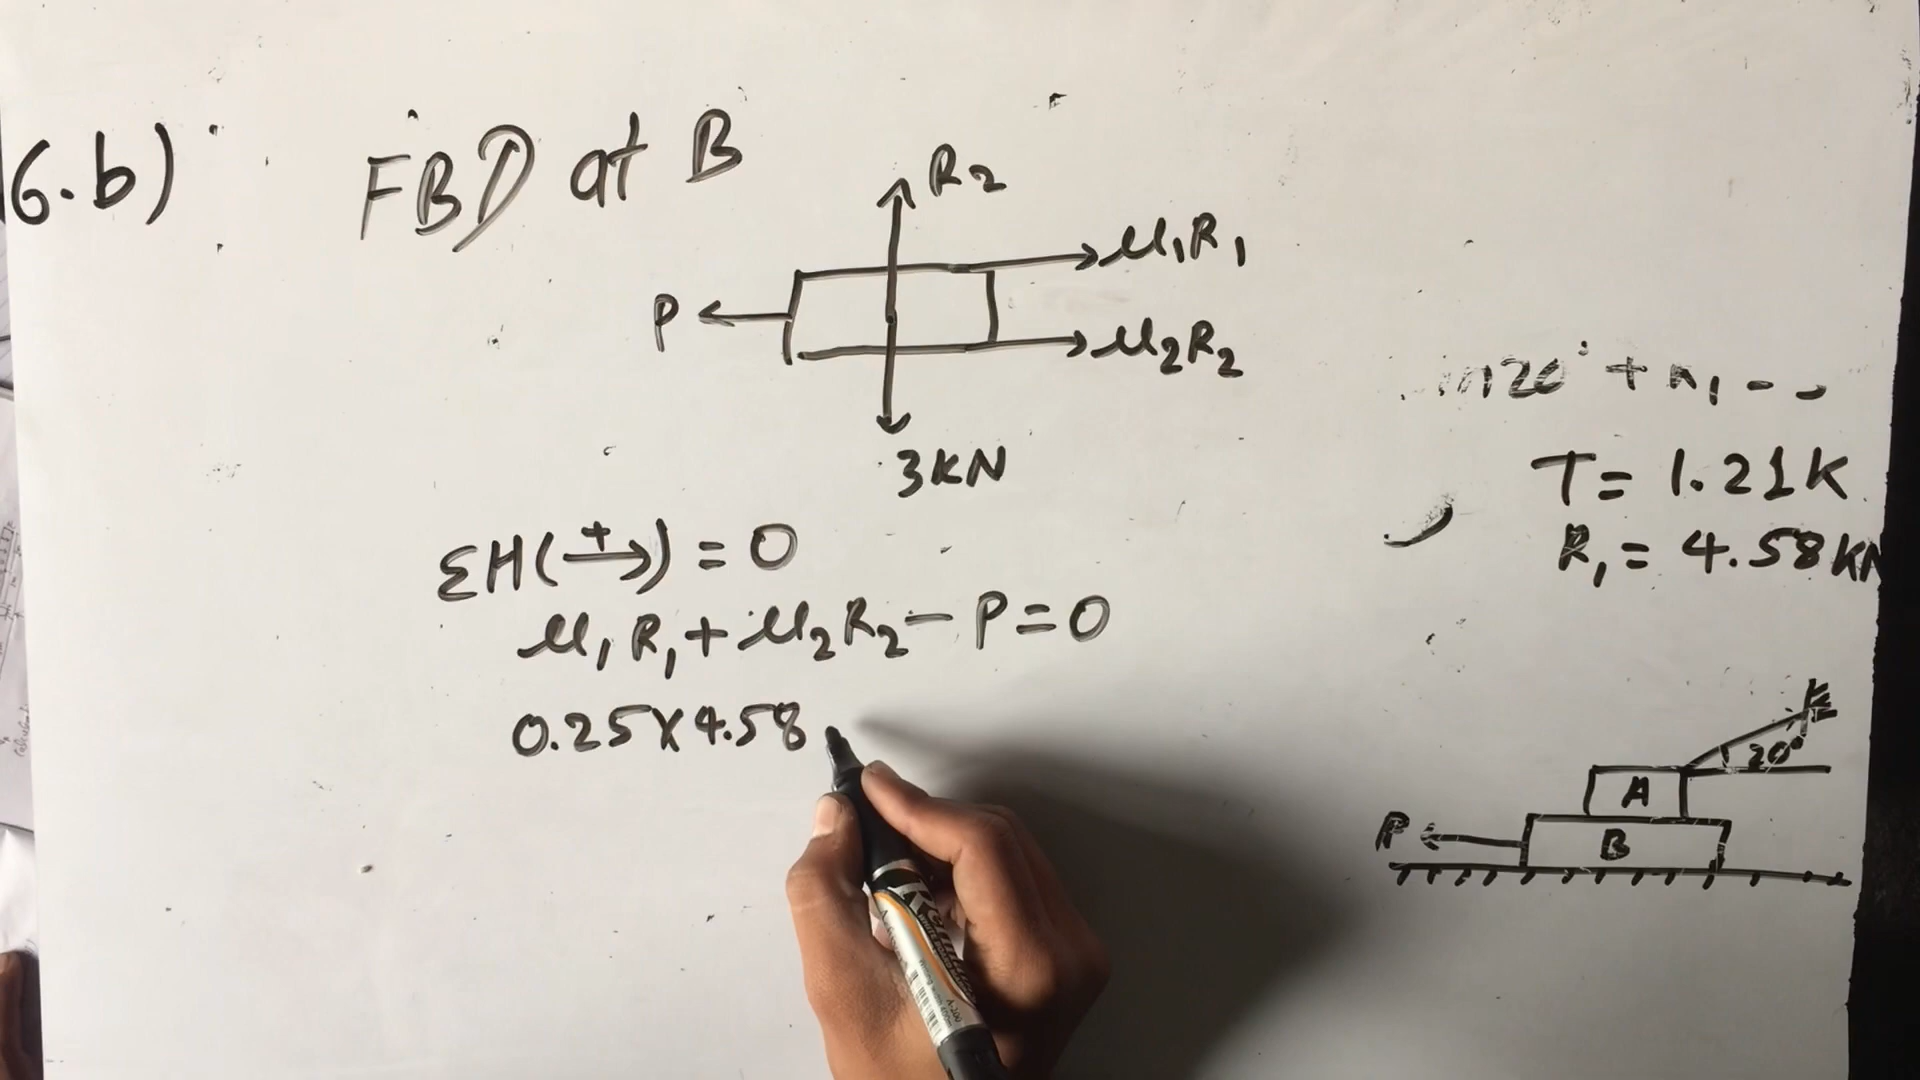 6.b) FBD at B
R2
μ1R1
P
μ2R2
3KN
ΣH(+→) = 0
μ1R1 + μ2R2 - P = 0
0.25x4.58
T = 1.21K
R1 = 4.58KN
20°
A
P
B